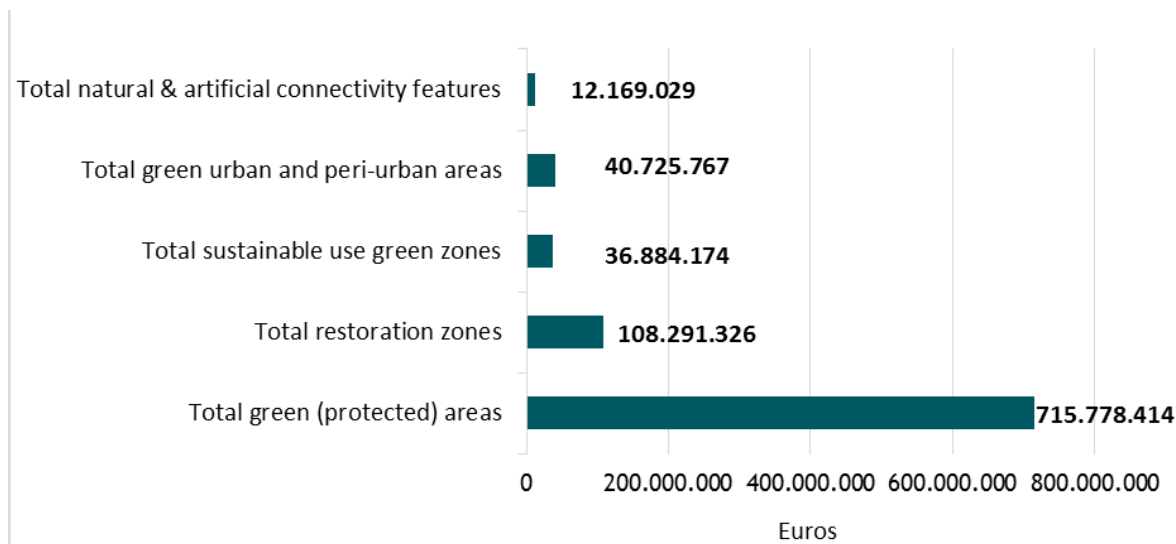 Total natural & artificial connectivity features
12.169.029
Total green urban and peri-urban areas
40.725.767
Total sustainable use green zones
36.884.174
Total restoration zones
108.291.326
Total green (protected) areas
715.778.414
0 200.000.000 400.000.000 600.000.000 800.000.000
Euros